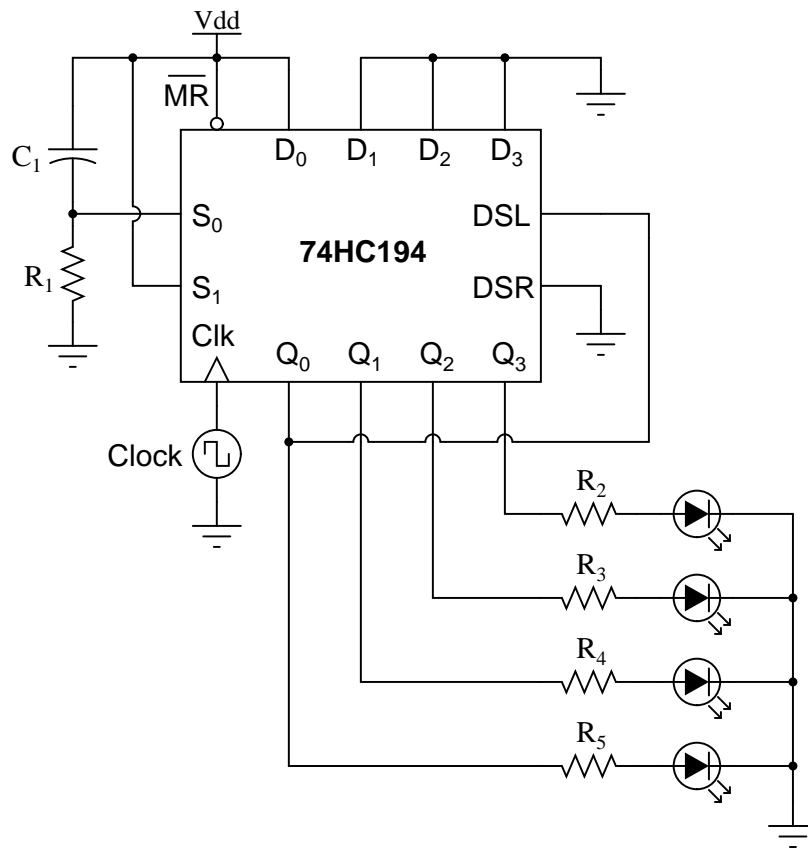 Vdd
M̅R̅
D₀ D₁ D₂ D₃
C₁
S₀ DSL
74HC194
R₁
S₁ DSR
Clk
Q₀ Q₁ Q₂ Q₃
Clock
R₂
R₃
R₄
R₅